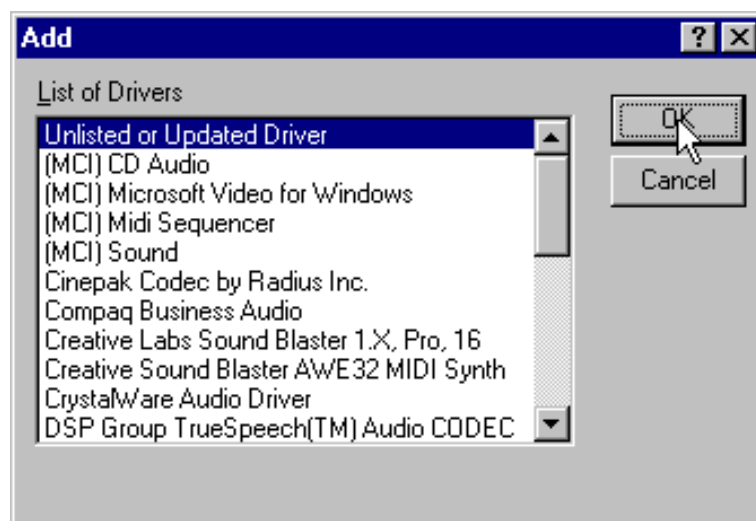 Add
List of Drivers
Unlisted or Updated Driver
(MCI) CD Audio
(MCI) Microsoft Video for Windows
(MCI) Midi Sequencer
(MCI) Sound
Cinepak Codec by Radius Inc.
Compaq Business Audio
Creative Labs Sound Blaster 1.X, Pro, 16
Creative Sound Blaster AWE32 MIDI Synth
CrystalWare Audio Driver
DSP Group TrueSpeech(TM) Audio CODEC
OK
Cancel